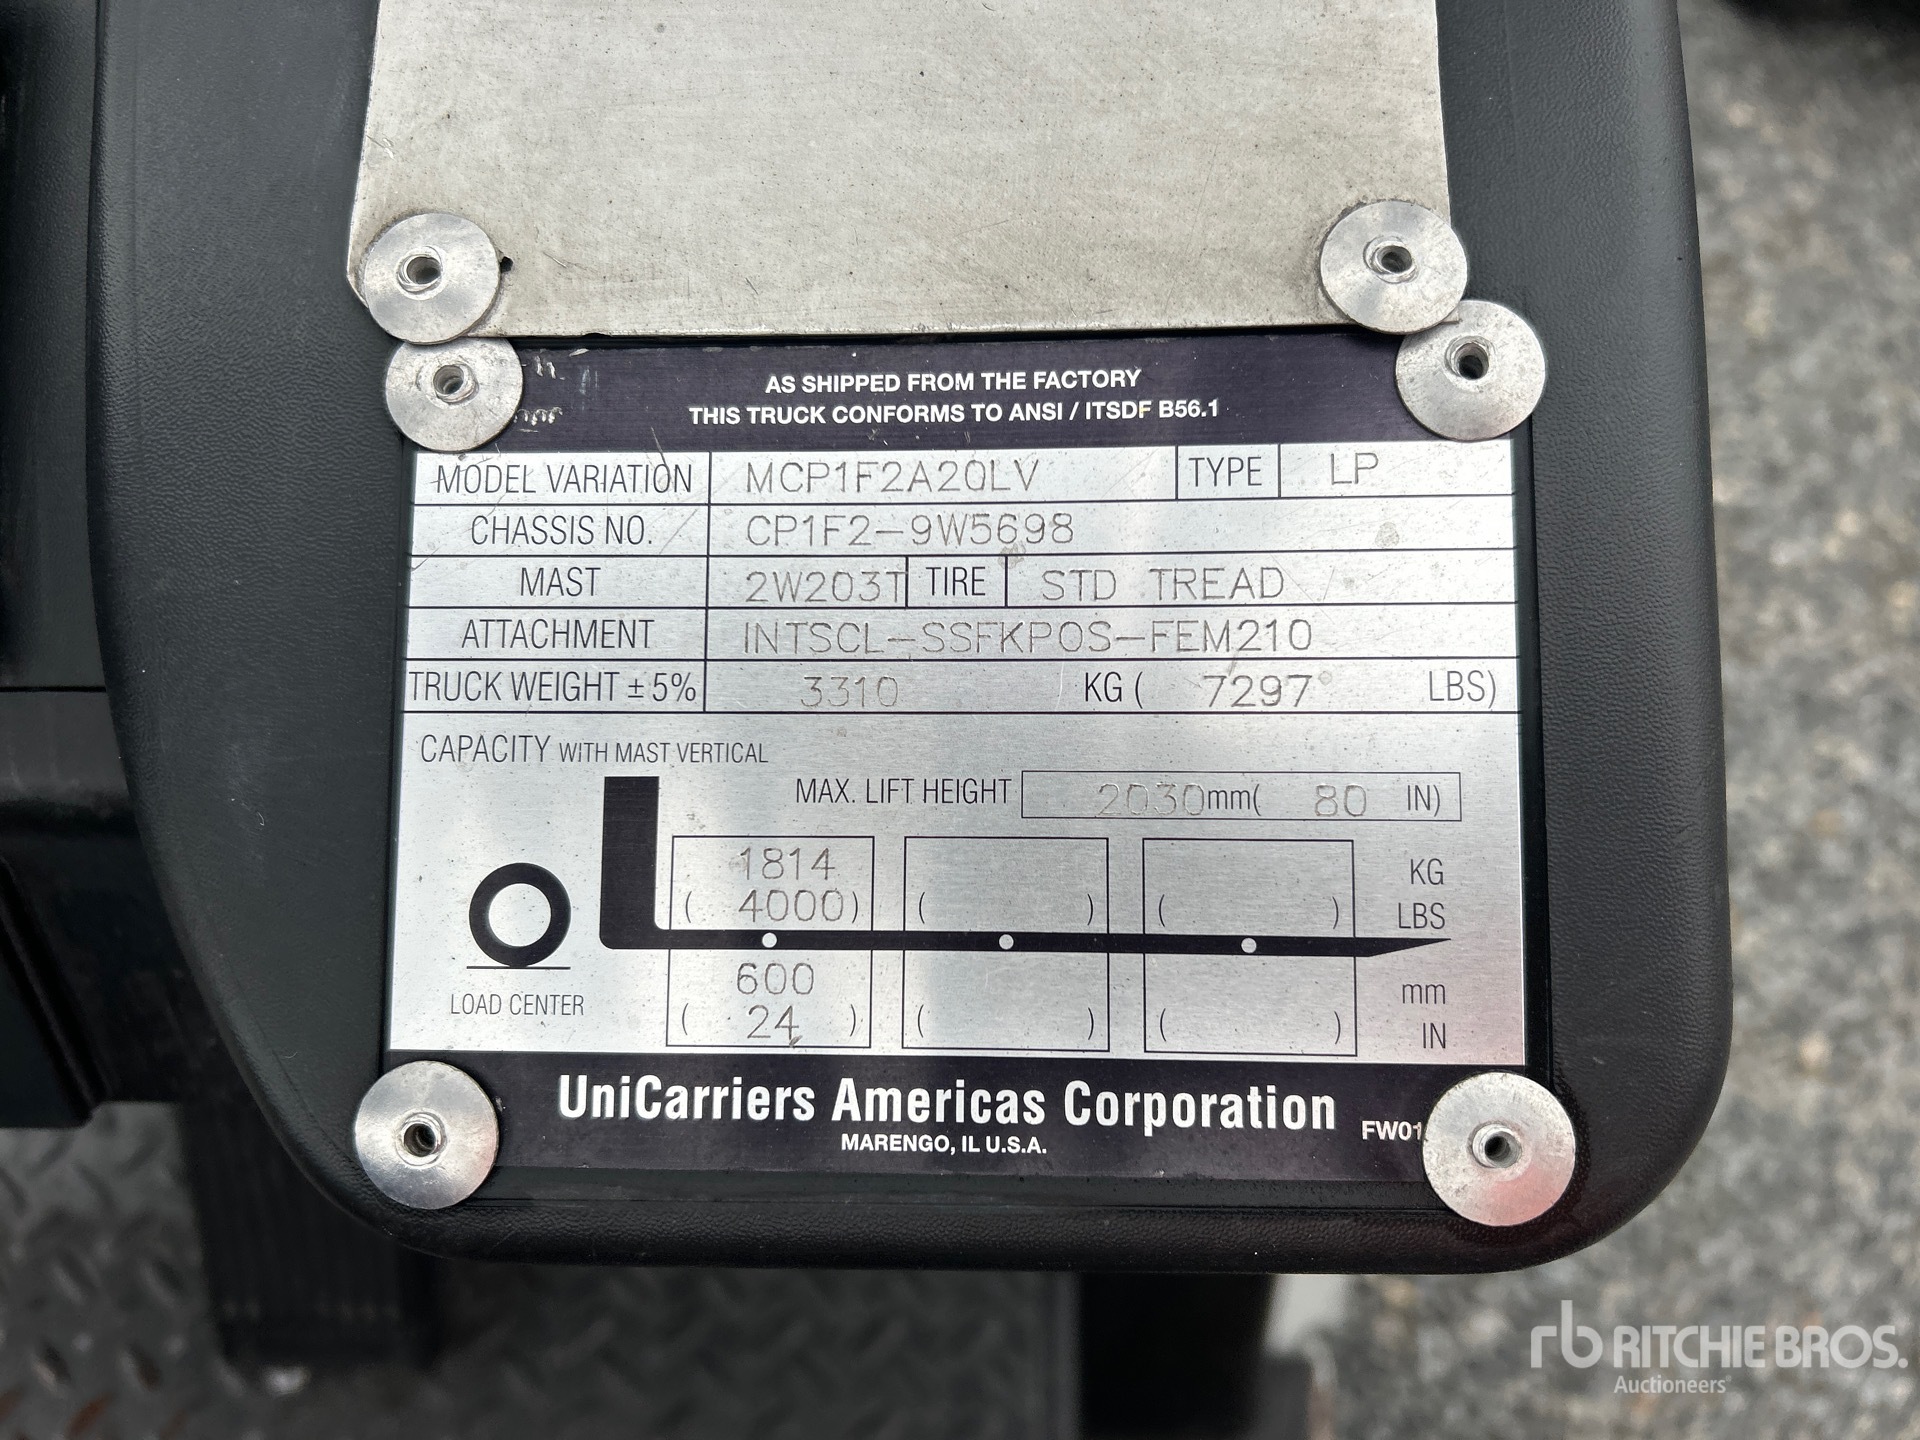 AS SHIPPED FROM THE FACTORY
THIS TRUCK CONFORMS TO ANSI / ITSDF B56.1
MODEL VARIATION MCP1F2A20LV TYPE LP
CHASSIS NO. CP1F2-9W5698
MAST 2W203T TIRE STD TREAD
ATTACHMENT INTSCL-SSFKPOS-FEM210
TRUCK WEIGHT ± 5% 3310 KG ( 7297 LBS)
CAPACITY WITH MAST VERTICAL
MAX. LIFT HEIGHT 2030mm( 80 IN)
1814 KG
( 4000) ( ) ( ) LBS
600 mm
LOAD CENTER
( 24 ) ( ) ( ) IN
UniCarriers Americas Corporation
MARENGO, IL U.S.A.
rb RITCHIE BROS.
Auctioneers